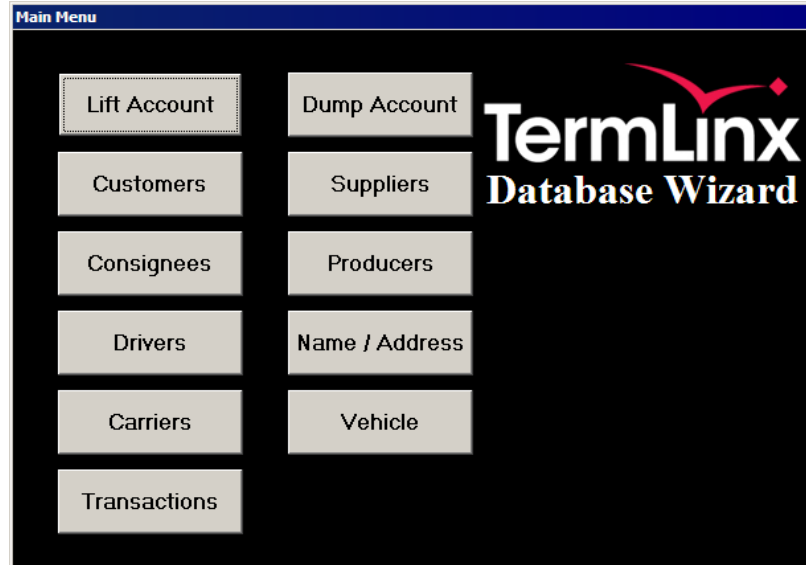 Main Menu
Lift Account
Dump Account
TermLinx
Database Wizard
Customers
Suppliers
Consignees
Producers
Drivers
Name / Address
Carriers
Vehicle
Transactions